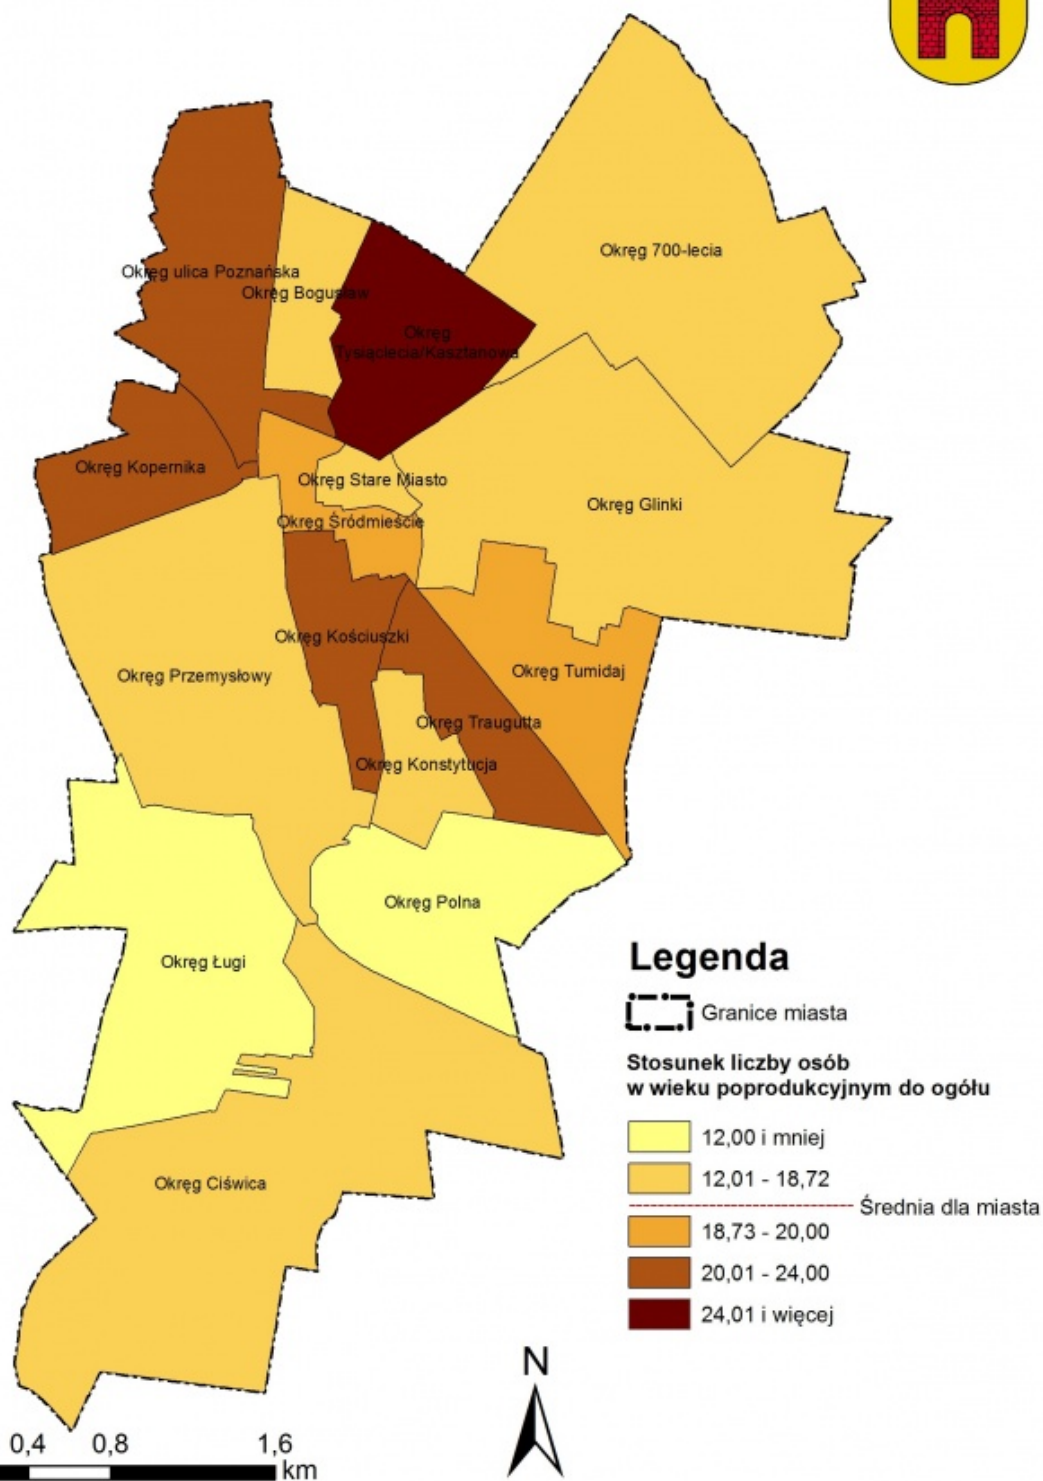 Okręg 700-lecia
Okręg ulica Poznańska
Okręg Bogusław
Okręg
Tysiąclecia/Kasztanowa
Okręg Kopernika
Okręg Stare Miasto
Okręg Glinki
Okręg Śródmieście
Okręg Kościuszki
Okręg Przemysłowy
Okręg Tumidaj
Okręg Traugutta
Okręg Konstytucja
Okręg Polna
Okręg Ługi
Okręg Ciświca
Legenda
Granice miasta
Stosunek liczby osób
w wieku poprodukcyjnym do ogółu
12,00 i mniej
12,01 - 18,72
Średnia dla miasta
18,73 - 20,00
20,01 - 24,00
24,01 i więcej
N
0,4 0,8 1,6
km